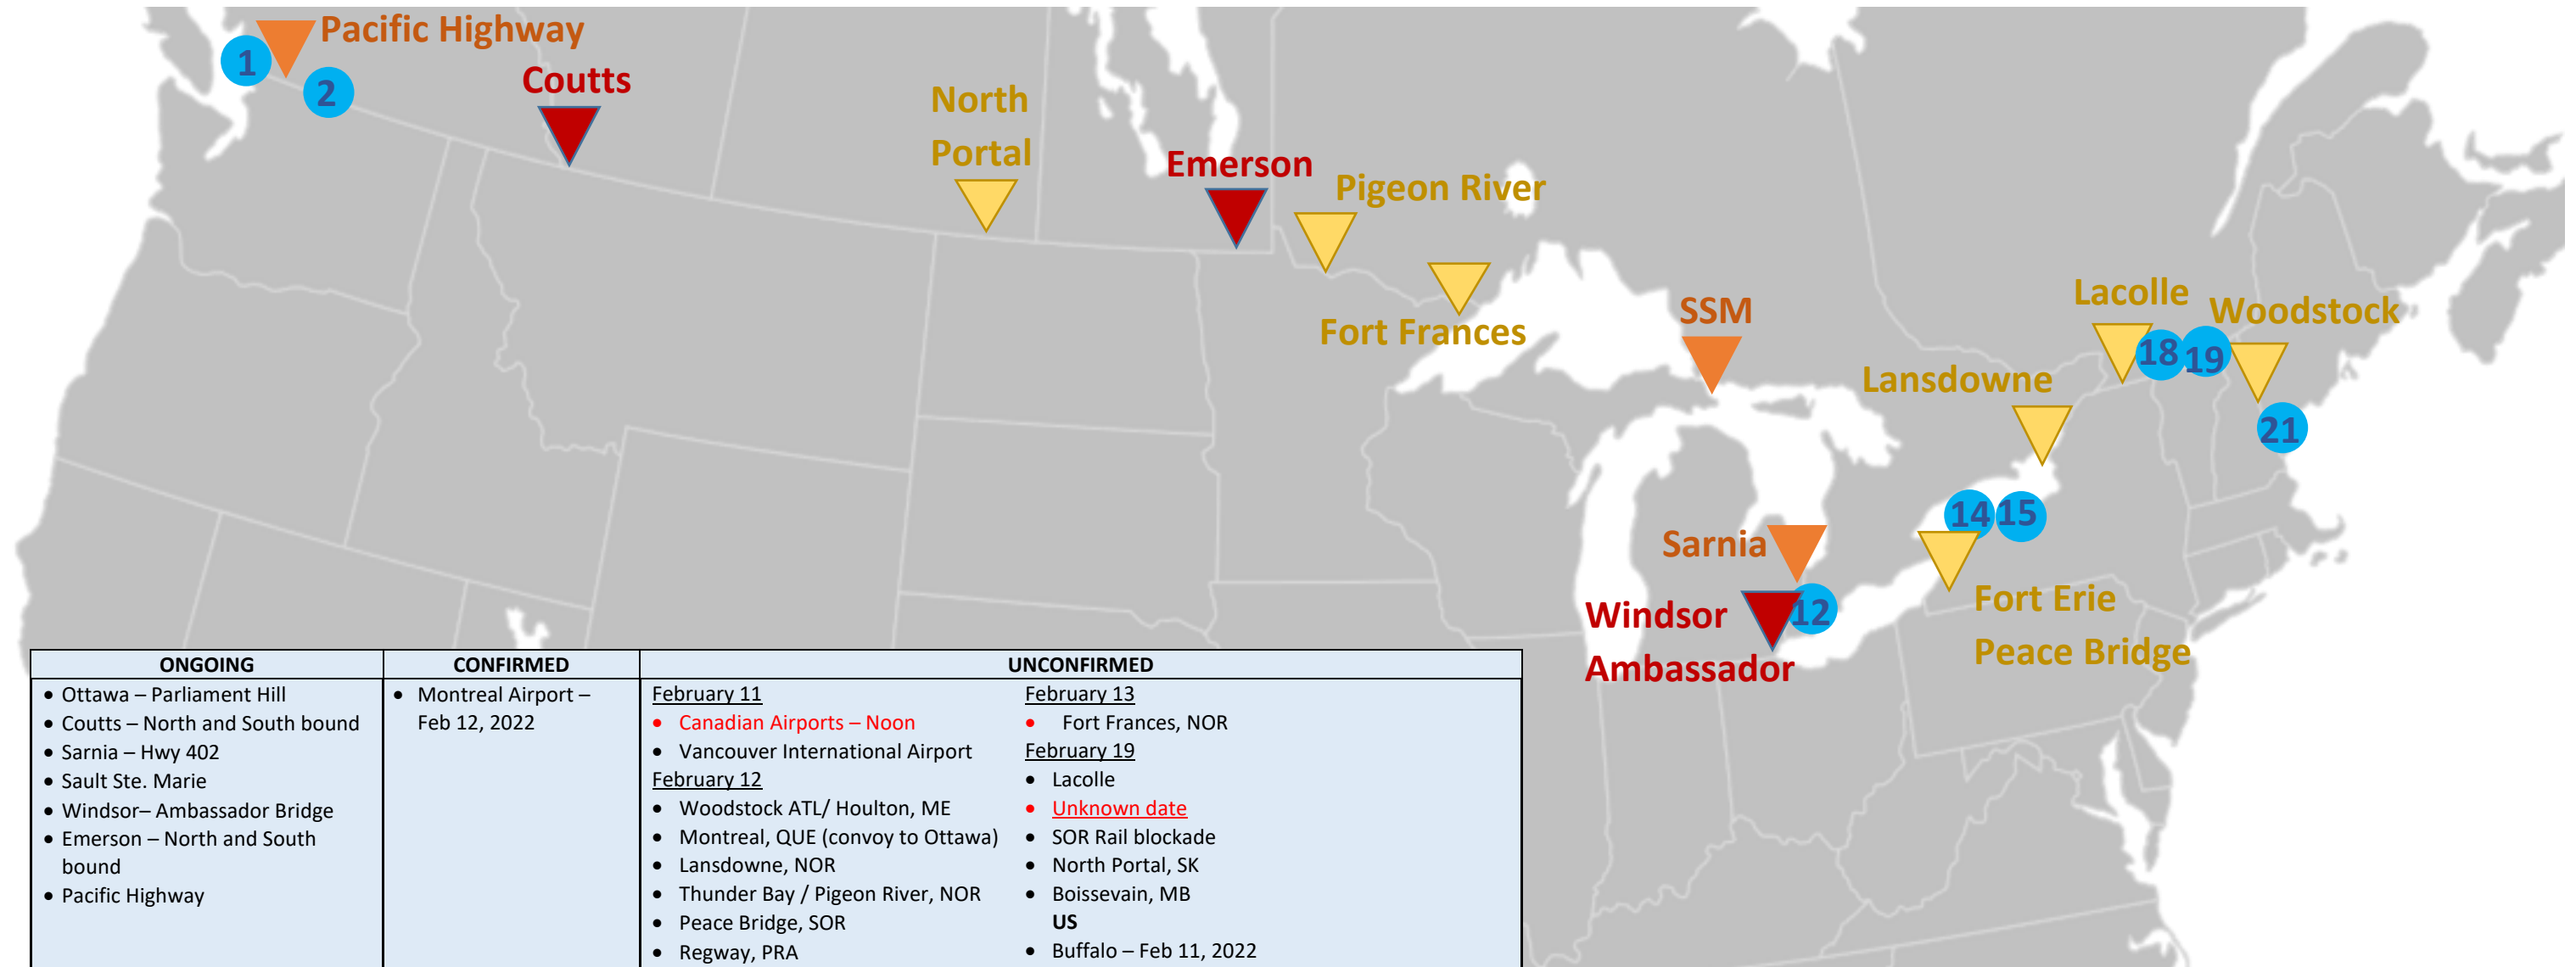 Pacific Highway
1
2
Coutts
North
Portal
Emerson
Pigeon River
Fort Frances
SSM
Lacolle
Woodstock
18
19
Lansdowne
21
14
15
Sarnia
12
Windsor
Ambassador
Fort Erie
Peace Bridge
ONGOING
• Ottawa – Parliament Hill
• Coutts – North and South bound
• Sarnia – Hwy 402
• Sault Ste. Marie
• Windsor– Ambassador Bridge
• Emerson – North and South
bound
• Pacific Highway
CONFIRMED
• Montreal Airport –
Feb 12, 2022
UNCONFIRMED
February 11
• Canadian Airports – Noon
• Vancouver International Airport
February 12
• Woodstock ATL/ Houlton, ME
• Montreal, QUE (convoy to Ottawa)
• Lansdowne, NOR
• Thunder Bay / Pigeon River, NOR
• Peace Bridge, SOR
• Regway, PRA
February 13
• Fort Frances, NOR
February 19
• Lacolle
• Unknown date
• SOR Rail blockade
• North Portal, SK
• Boissevain, MB
US
• Buffalo – Feb 11, 2022